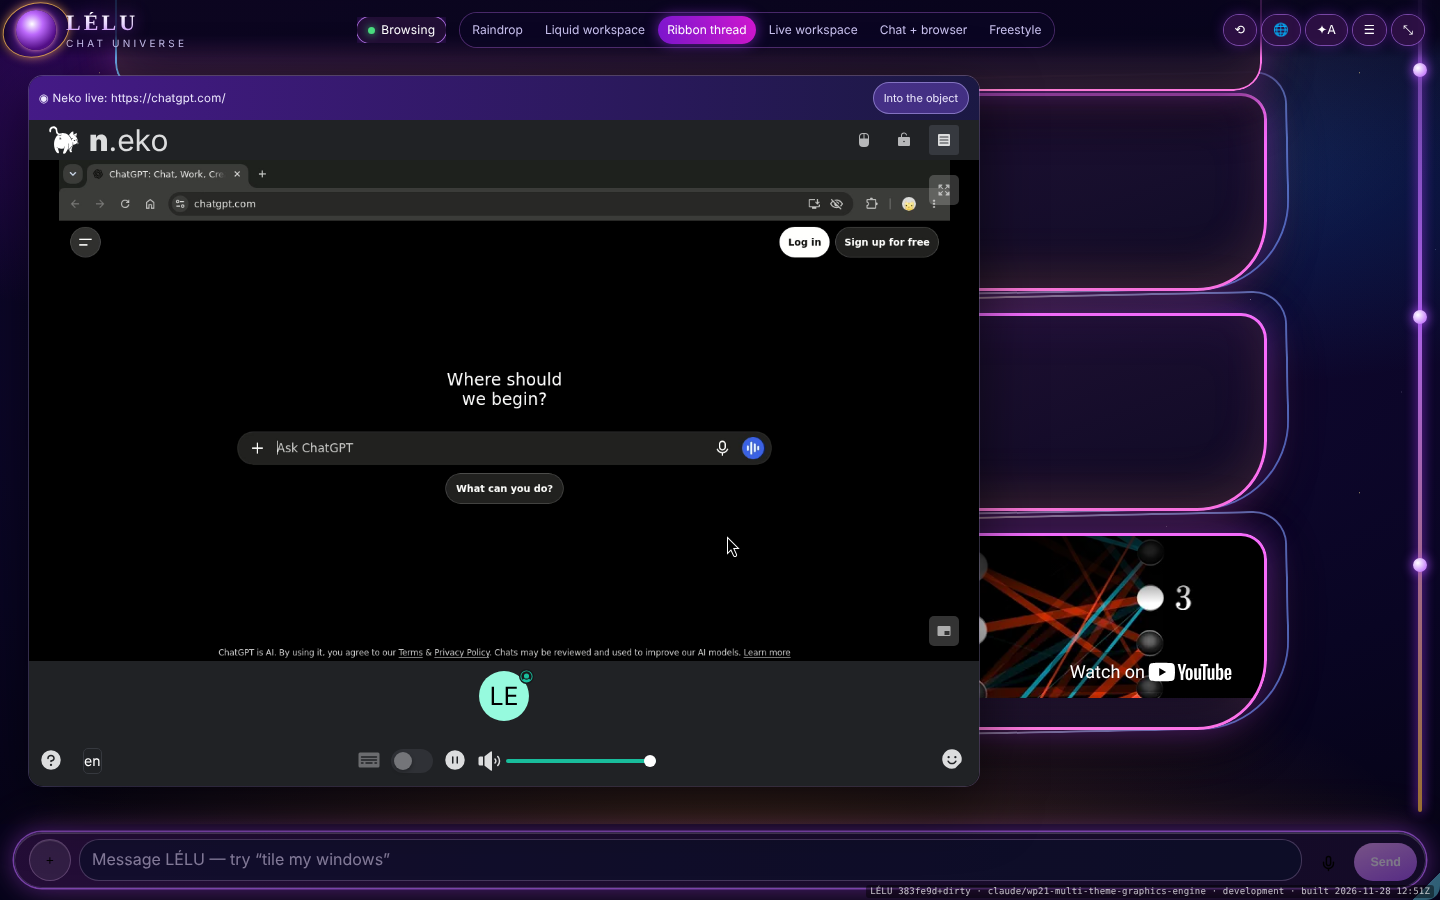 LÉLU
CHAT UNIVERSE
Browsing
Raindrop
Liquid workspace
Ribbon thread
Live workspace
Chat + browser
Freestyle
✦A
Neko live: https://chatgpt.com/
Into the object
n.eko
ChatGPT: Chat, Work, Cre
chatgpt.com
Log in
Sign up for free
Where should
we begin?
Ask ChatGPT
What can you do?
ChatGPT is AI. By using it, you agree to our Terms & Privacy Policy. Chats may be reviewed and used to improve our AI models. Learn more
3
Watch on YouTube
LE
en
Message LÉLU — try “tile my windows”
Send
LÉLU 383fe9d+dirty · claude/wp21-multi-theme-graphics-engine · development · built 2026-11-28 12:51Z